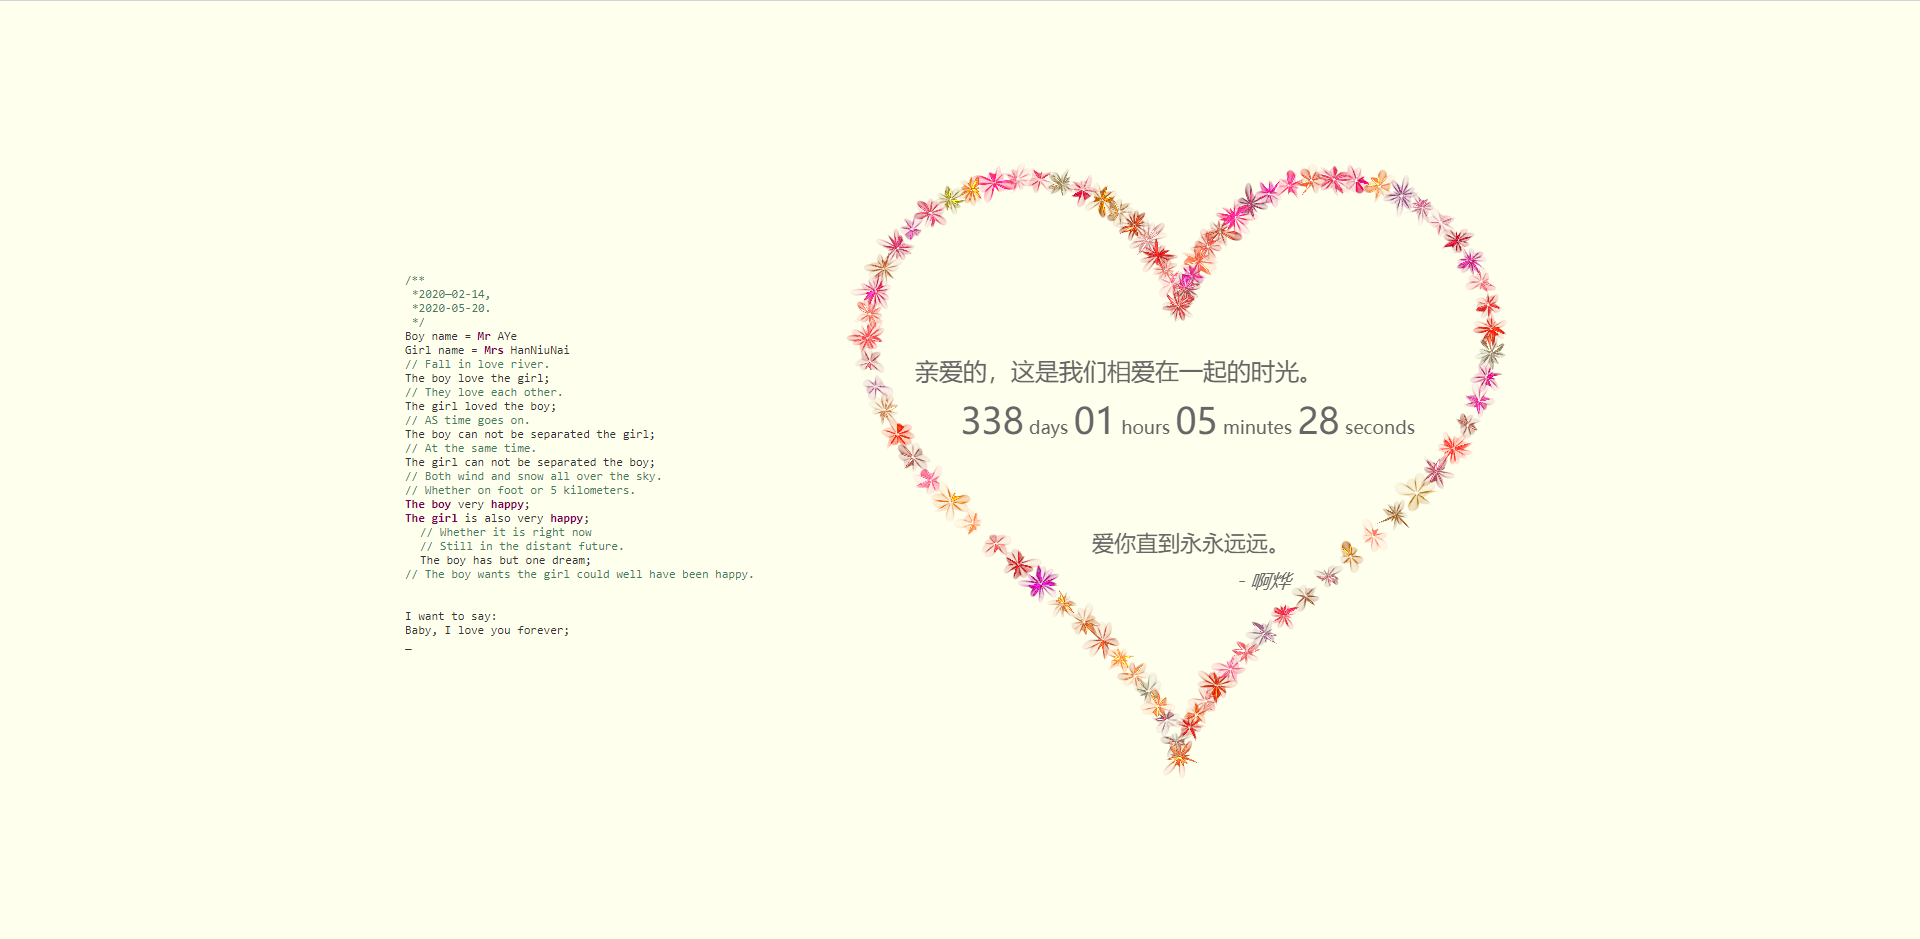 /**
*2020—02-14,
*2020-05-20.
*/
Boy name = Mr AYe
Girl name = Mrs HanNiuNai
// Fall in love river.
The boy love the girl;
// They love each other.
The girl loved the boy;
// AS time goes on.
The boy can not be separated the girl;
// At the same time.
The girl can not be separated the boy;
// Both wind and snow all over the sky.
// Whether on foot or 5 kilometers.
The boy very happy;
The girl is also very happy;
// Whether it is right now
// Still in the distant future.
The boy has but one dream;
// The boy wants the girl could well have been happy.
I want to say:
Baby, I love you forever;
_
亲爱的，这是我们相爱在一起的时光。
338 days 01 hours 05 minutes 28 seconds
爱你直到永永远远。
- 啊烨